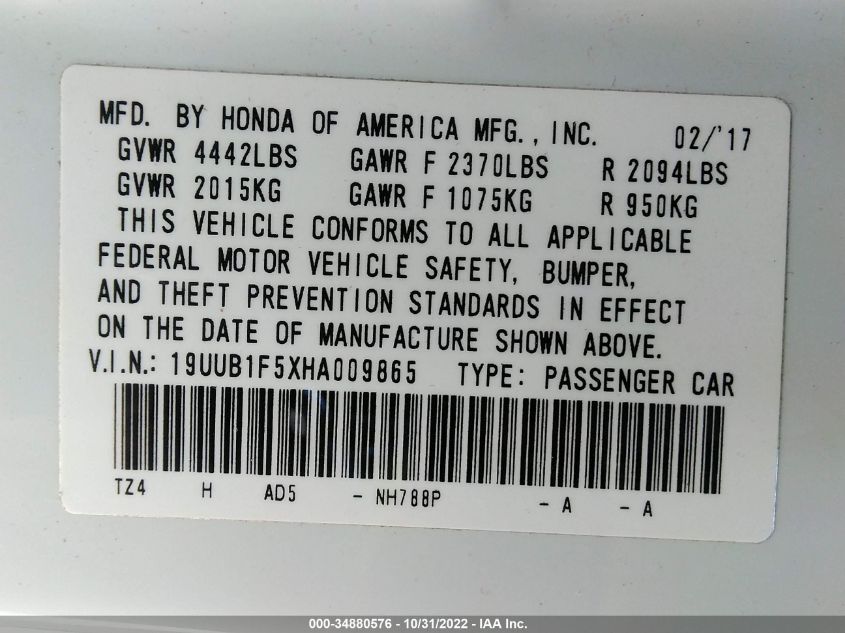 MFD. BY HONDA OF AMERICA MFG., INC. 02/'17
GVWR 4442LBS GAWR F 2370LBS R 2094LBS
GVWR 2015KG GAWR F 1075KG R 950KG
THIS VEHICLE CONFORMS TO ALL APPLICABLE
FEDERAL MOTOR VEHICLE SAFETY, BUMPER,
AND THEFT PREVENTION STANDARDS IN EFFECT
ON THE DATE OF MANUFACTURE SHOWN ABOVE.
V.I.N.: 19UUB1F5XHA009865 TYPE: PASSENGER CAR
TZ4 H AD5 - NH788P - A - A
000-34880576 - 10/31/2022 - IAA Inc.